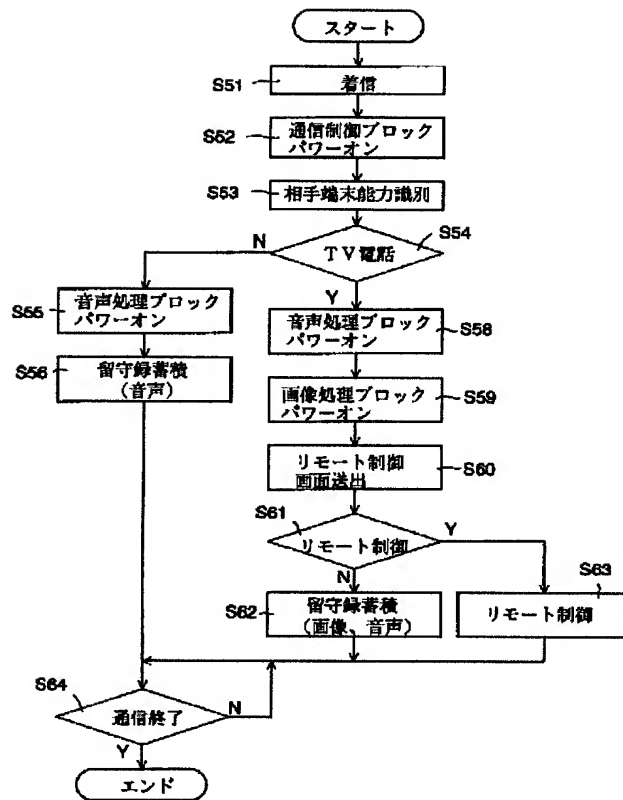 スタート
S51
着信
S52
通信制御ブロック
パワーオン
S53
相手端末能力識別
S54
TV電話
N
Y
S55
音声処理ブロック
パワーオン
S56
留守録蓄積
(音声)
S58
音声処理ブロック
パワーオン
S59
画像処理ブロック
パワーオン
S60
リモート制御
画面送出
S61
リモート制御
Y
N
S62
留守録蓄積
(画像、音声)
S63
リモート制御
S64
通信終了
N
Y
エンド